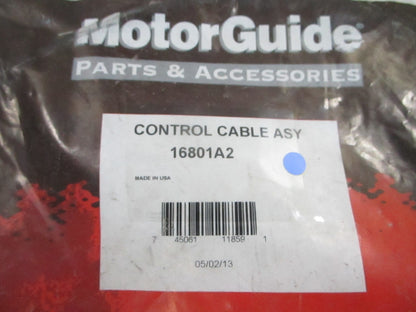 MotorGuide®
PARTS & ACCESSORIES
CONTROL CABLE ASY
16801A2
MADE IN USA
7 45061 11859 1
05/02/13